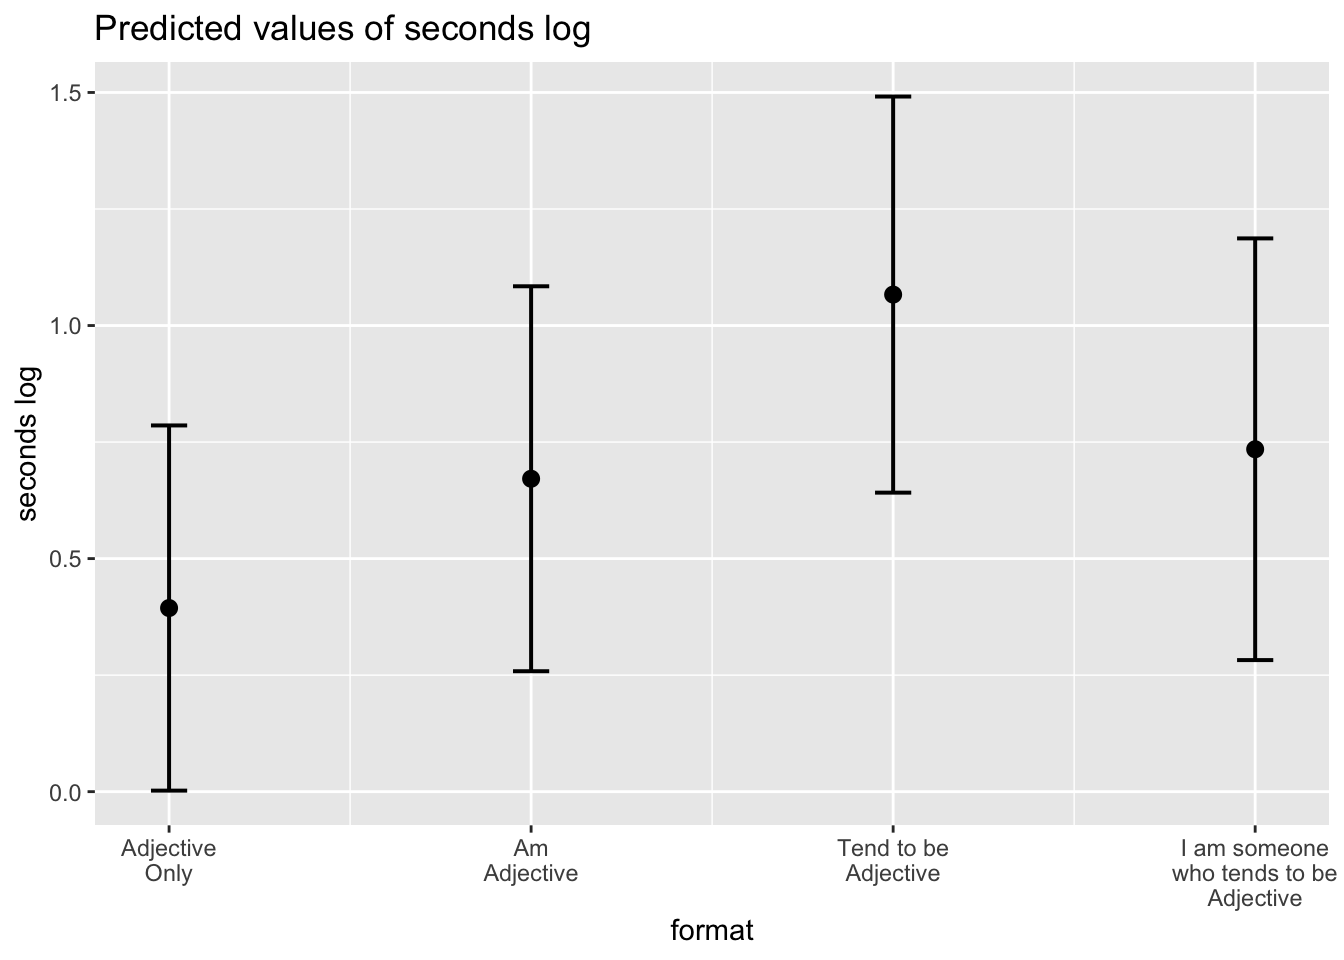 Predicted values of seconds log
1.5
1.0
0.5
0.0
seconds log
Adjective
Only
Am
Adjective
Tend to be
Adjective
I am someone
who tends to be
Adjective
format